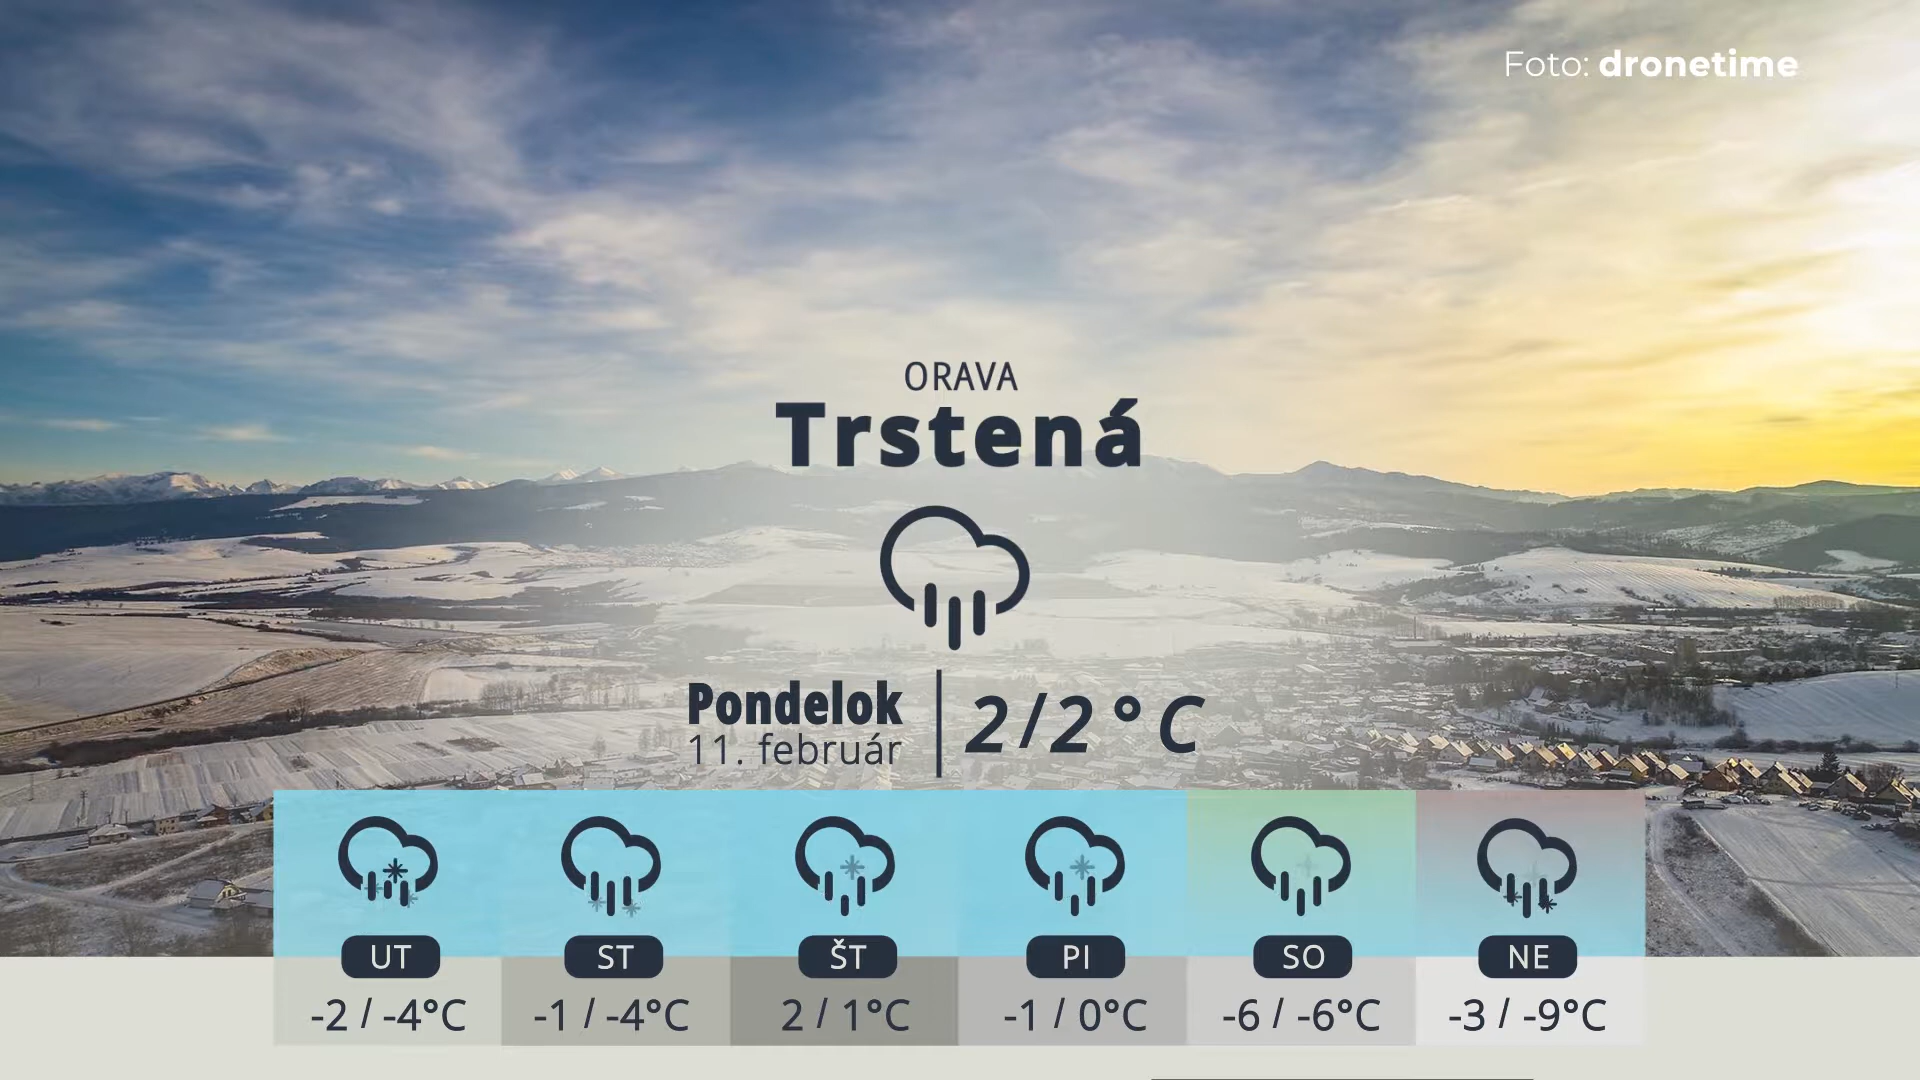 Foto: dronetime
ORAVA
Trstená
Pondelok
11. február
2/2°C
UT
ST
ŠT
PI
SO
NE
-2 / -4°C
-1 / -4°C
2 / 1°C
-1 / 0°C
-6 / -6°C
-3 / -9°C